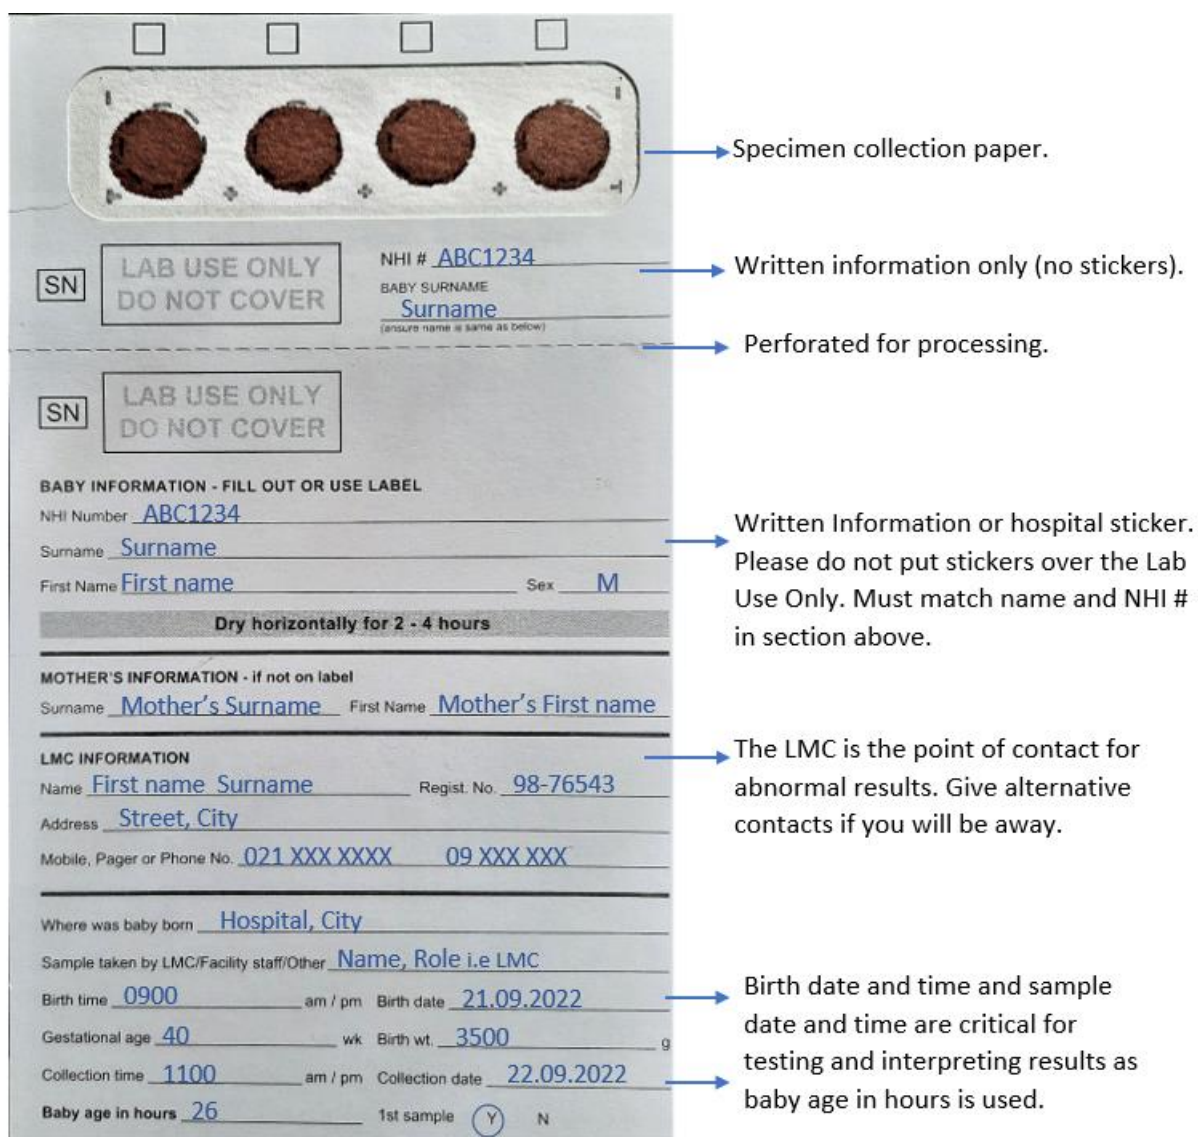 Specimen collection paper.
SN
LAB USE ONLY
DO NOT COVER
NHI # ABC1234
BABY SURNAME
Surname
(ensure name is same as below)
Written information only (no stickers).
Perforated for processing.
SN
LAB USE ONLY
DO NOT COVER
BABY INFORMATION - FILL OUT OR USE LABEL
NHI Number ABC1234
Surname Surname
First Name First name Sex M
Written Information or hospital sticker.
Please do not put stickers over the Lab
Use Only. Must match name and NHI #
in section above.
Dry horizontally for 2 - 4 hours
MOTHER'S INFORMATION - if not on label
Surname Mother's Surname First Name Mother's First name
LMC INFORMATION
Name First name Surname Regist. No. 98-76543
Address Street, City
Mobile, Pager or Phone No. 021 XXX XXXX 09 XXX XXX
The LMC is the point of contact for
abnormal results. Give alternative
contacts if you will be away.
Where was baby born Hospital, City
Sample taken by LMC/Facility staff/Other Name, Role i.e LMC
Birth time 0900 am / pm Birth date 21.09.2022
Gestational age 40 wk Birth wt. 3500 g
Collection time 1100 am / pm Collection date 22.09.2022
Baby age in hours 26 1st sample Y N
Birth date and time and sample
date and time are critical for
testing and interpreting results as
baby age in hours is used.